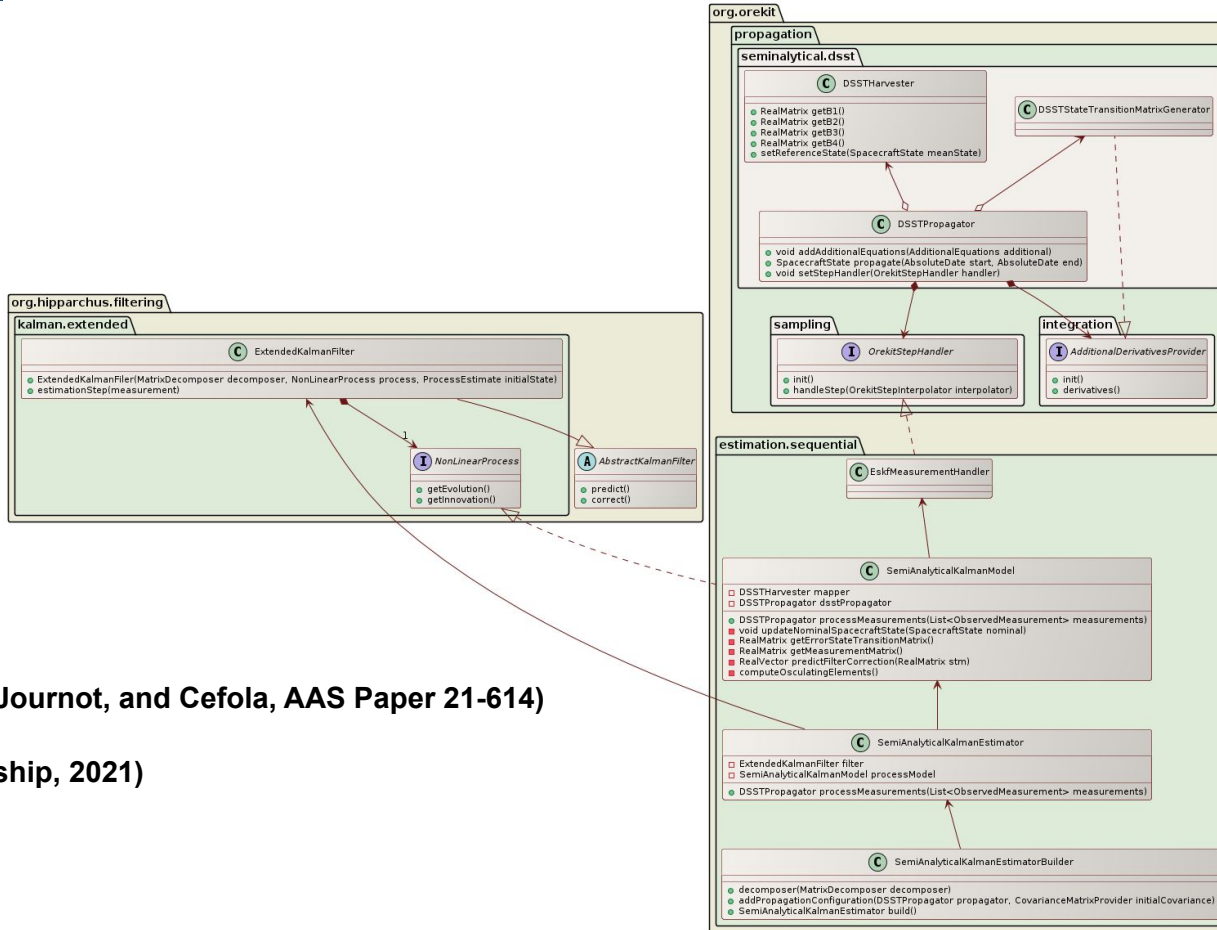 org.orekit
propagation
seminalytical.dsst
C DSSTHarvester
RealMatrix getB1()
RealMatrix getB2()
RealMatrix getB3()
RealMatrix getB4()
setReferenceState(SpacecraftState meanState)
C DSSTStateTransitionMatrixGenerator
C DSSTPropagator
void addAdditionalEquations(AdditionalEquations additional)
SpacecraftState propagate(AbsoluteDate start, AbsoluteDate end)
void setStepHandler(OrekitStepHandler handler)
sampling
I OrekitStepHandler
init()
handleStep(OrekitStepInterpolator interpolator)
integration
I AdditionalDerivativesProvider
init()
derivatives()
org.hipparchus.filtering
kalman.extended
C ExtendedKalmanFilter
ExtendedKalmanFiler(MatrixDecomposer decomposer, NonLinearProcess process, ProcessEstimate initialState)
estimationStep(measurement)
1
I NonLinearProcess
getEvolution()
getInnovation()
A AbstractKalmanFilter
predict()
correct()
estimation.sequential
C EskfMeasurementHandler
C SemiAnalyticalKalmanModel
DSSTHarvester mapper
DSSTPropagator dsstPropagator
DSSTPropagator processMeasurements(List<ObservedMeasurement> measurements)
void updateNominalSpacecraftState(SpacecraftState nominal)
RealMatrix getErrorStateTransitionMatrix()
RealMatrix getMeasurementMatrix()
RealVector predictFilterCorrection(RealMatrix stm)
computeOsculatingElements()
Journot, and Cefola, AAS Paper 21-614)
ship, 2021)
C SemiAnalyticalKalmanEstimator
ExtendedKalmanFilter filter
SemiAnalyticalKalmanModel processModel
DSSTPropagator processMeasurements(List<ObservedMeasurement> measurements)
C SemiAnalyticalKalmanEstimatorBuilder
decomposer(MatrixDecomposer decomposer)
addPropagationConfiguration(DSSTPropagator propagator, CovarianceMatrixProvider initialCovariance)
SemiAnalyticalKalmanEstimator build()